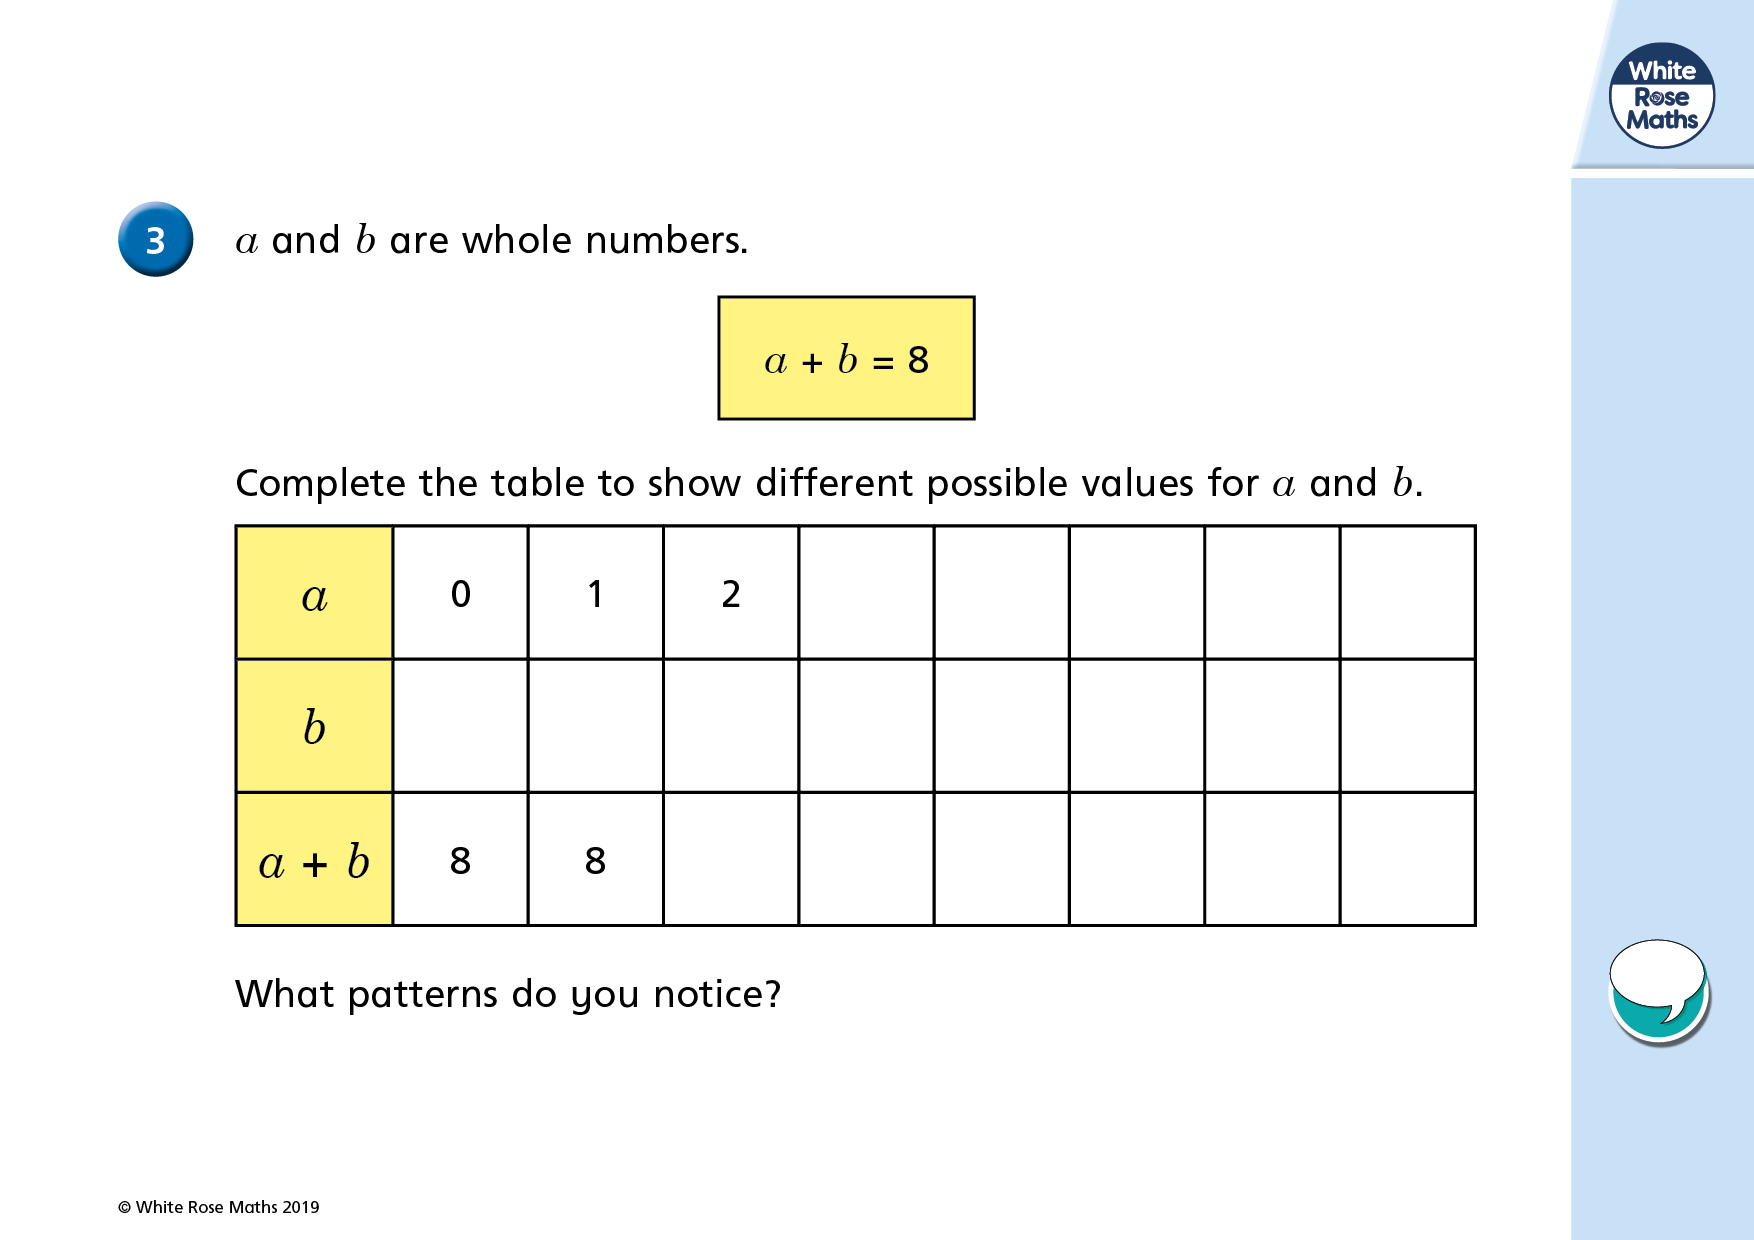 White
Rose
Maths
3 a and b are whole numbers.
a + b = 8
Complete the table to show different possible values for a and b.
a 0 1 2
b
a + b 8 8
What patterns do you notice?
© White Rose Maths 2019